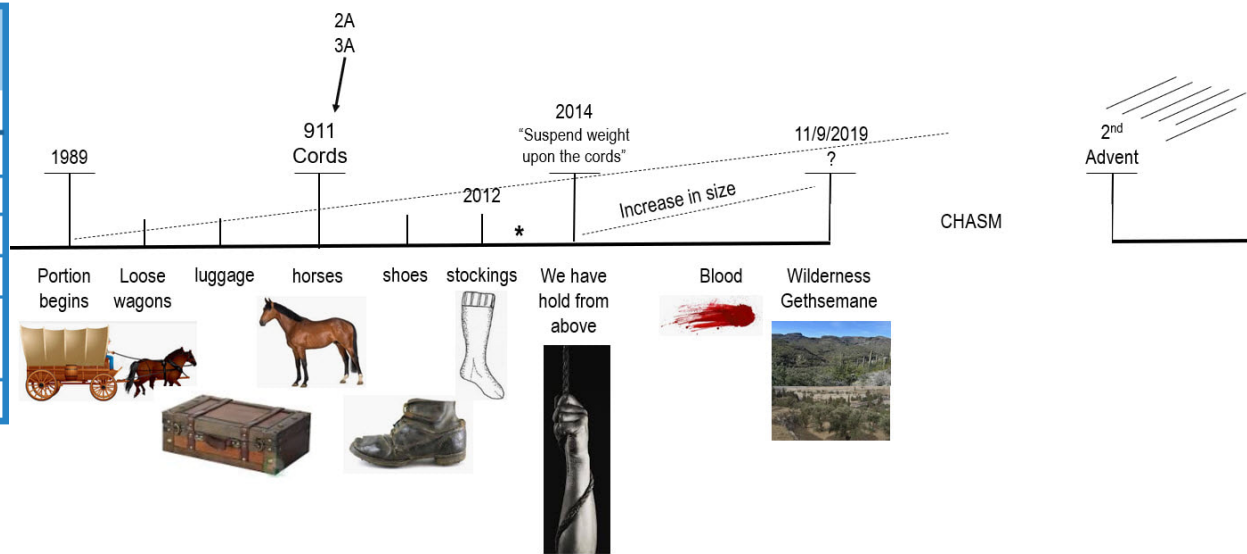 2A
3A
1989
911
Cords
2012
*
2014
“Suspend weight
upon the cords”
Increase in size
11/9/2019
?
CHASM
2nd
Advent
Portion
begins
Loose
wagons
luggage
horses
shoes
stockings
We have
hold from
above
Blood
Wilderness
Gethsemane